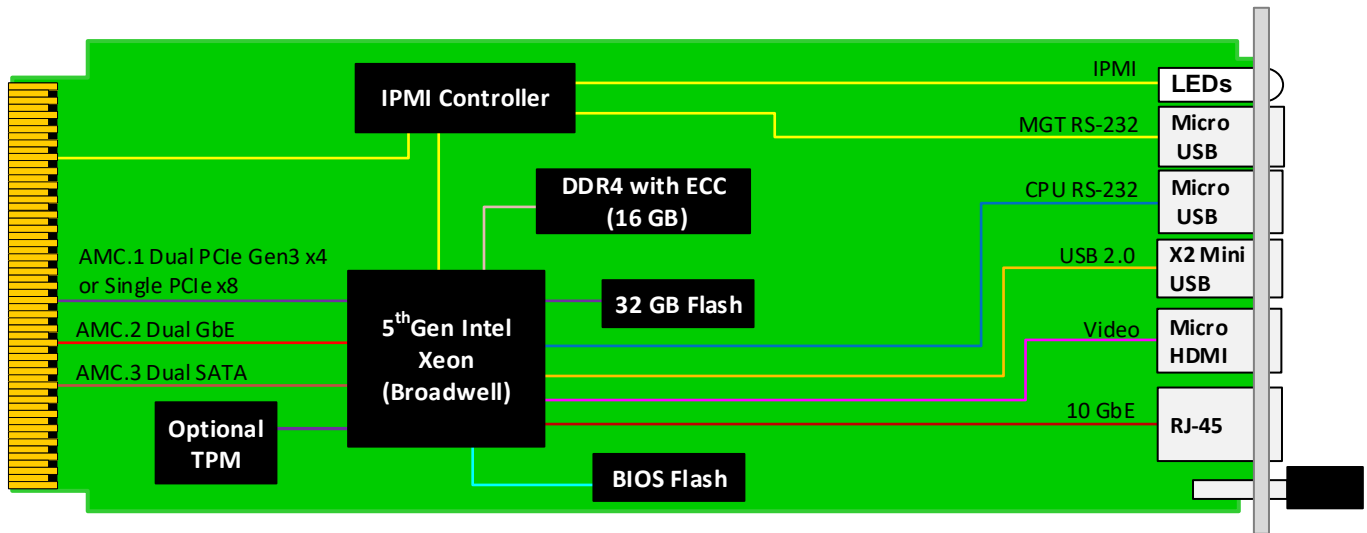 IPMI Controller
IPMI
LEDs
MGT RS-232
Micro
USB
DDR4 with ECC
(16 GB)
CPU RS-232
Micro
USB
AMC.1 Dual PCIe Gen3 x4
or Single PCIe x8
USB 2.0
X2 Mini
USB
32 GB Flash
5thGen Intel
Xeon
(Broadwell)
AMC.2 Dual GbE
Video
Micro
HDMI
AMC.3 Dual SATA
Optional
TPM
10 GbE
RJ-45
BIOS Flash